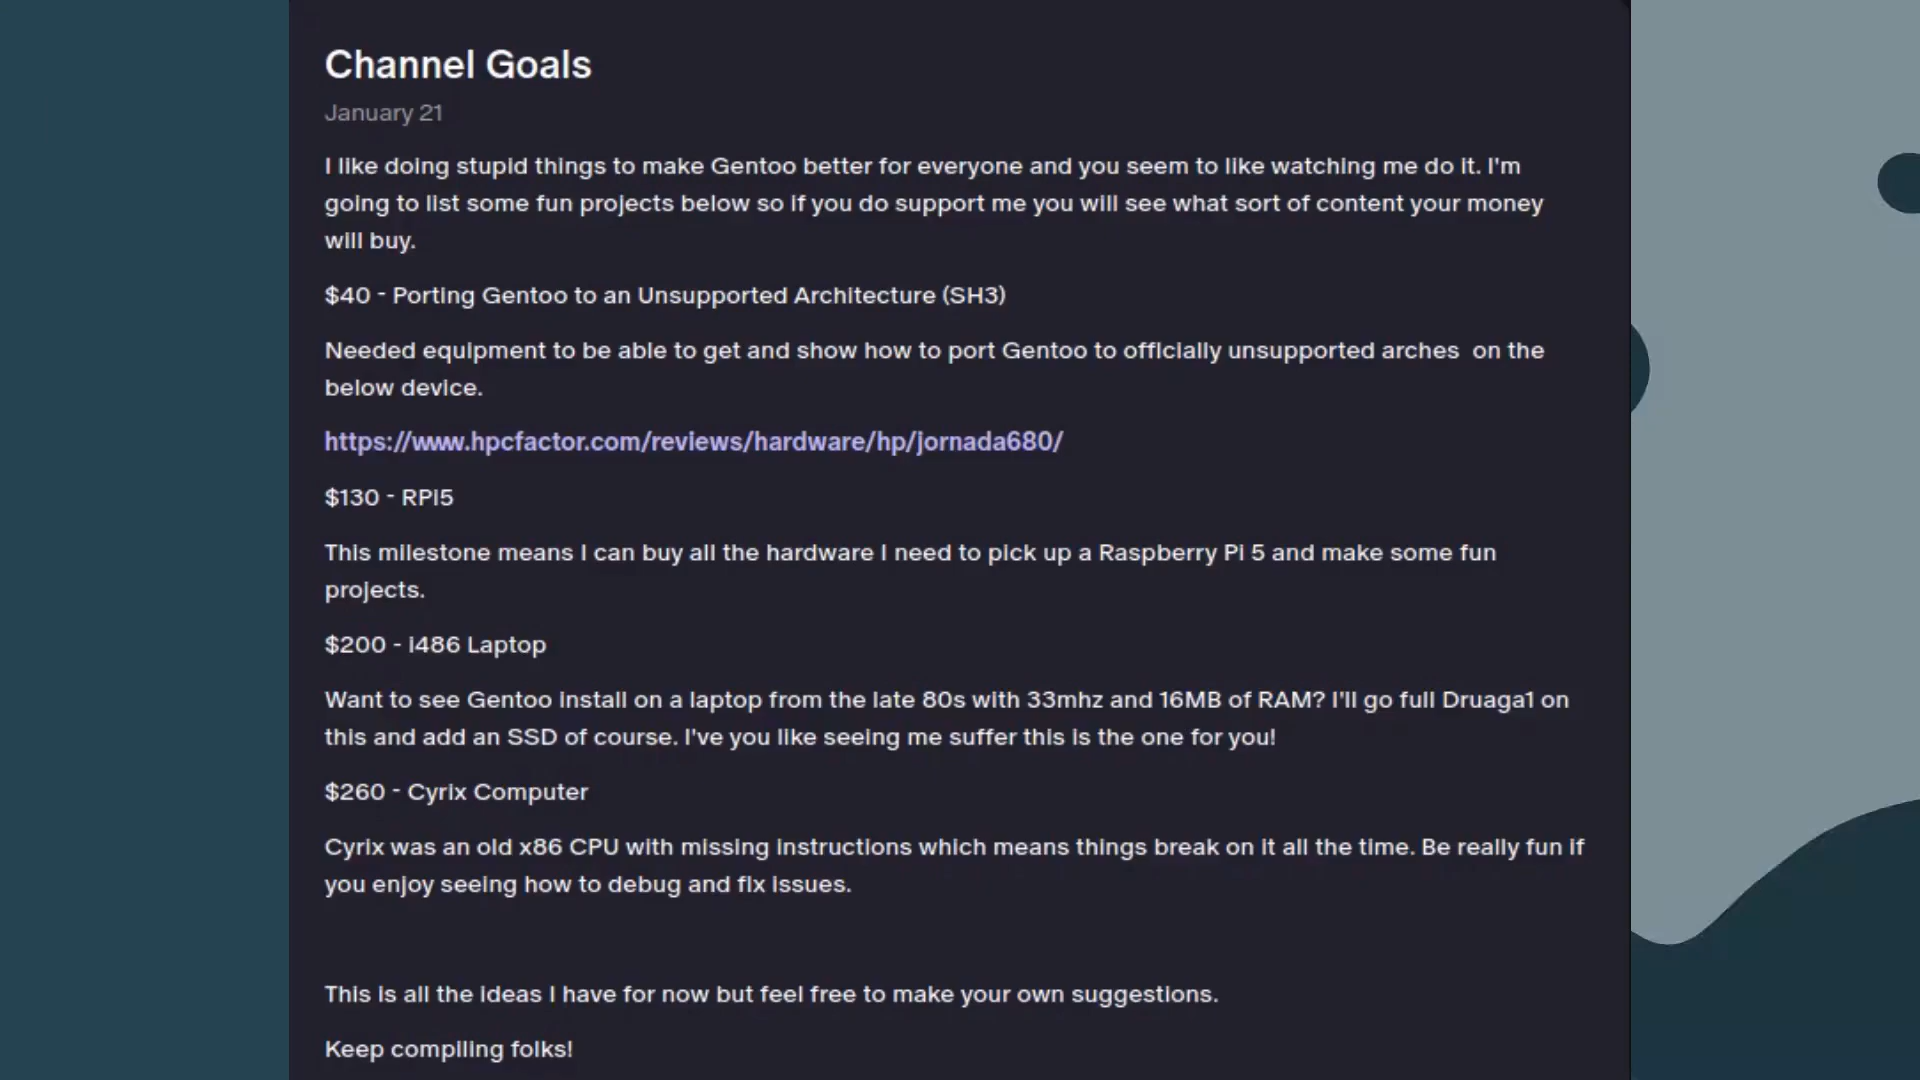 Channel Goals
January 21
I like doing stupid things to make Gentoo better for everyone and you seem to like watching me do it. I'm
going to list some fun projects below so if you do support me you will see what sort of content your money
will buy.
$40 - Porting Gentoo to an Unsupported Architecture (SH3)
Needed equipment to be able to get and show how to port Gentoo to officially unsupported arches  on the
below device.
https://www.hpcfactor.com/reviews/hardware/hp/jornada680/
$130 - RPI5
This milestone means I can buy all the hardware I need to pick up a Raspberry Pi 5 and make some fun
projects.
$200 - i486 Laptop
Want to see Gentoo install on a laptop from the late 80s with 33mhz and 16MB of RAM? I'll go full Druaga1 on
this and add an SSD of course. I've you like seeing me suffer this is the one for you!
$260 - Cyrix Computer
Cyrix was an old x86 CPU with missing instructions which means things break on it all the time. Be really fun if
you enjoy seeing how to debug and fix issues.
This is all the ideas I have for now but feel free to make your own suggestions.
Keep compiling folks!